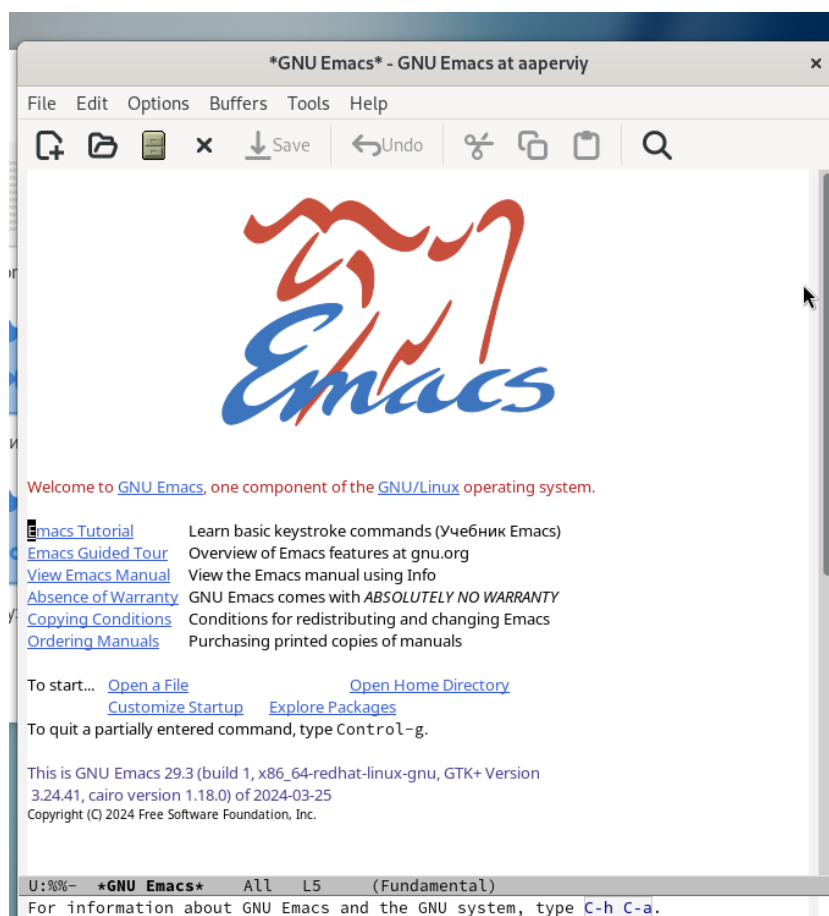 *GNU Emacs* - GNU Emacs at aaperviy
File Edit Options Buffers Tools Help
Save Undo
Emacs
Welcome to GNU Emacs, one component of the GNU/Linux operating system.
Emacs Tutorial Learn basic keystroke commands (Учебник Emacs)
Emacs Guided Tour Overview of Emacs features at gnu.org
View Emacs Manual View the Emacs manual using Info
Absence of Warranty GNU Emacs comes with ABSOLUTELY NO WARRANTY
Copying Conditions Conditions for redistributing and changing Emacs
Ordering Manuals Purchasing printed copies of manuals
To start... Open a File Open Home Directory
Customize Startup Explore Packages
To quit a partially entered command, type Control-g.
This is GNU Emacs 29.3 (build 1, x86_64-redhat-linux-gnu, GTK+ Version
3.24.41, cairo version 1.18.0) of 2024-03-25
Copyright (C) 2024 Free Software Foundation, Inc.
U:%%- *GNU Emacs* All L5 (Fundamental)
For information about GNU Emacs and the GNU system, type C-h C-a.